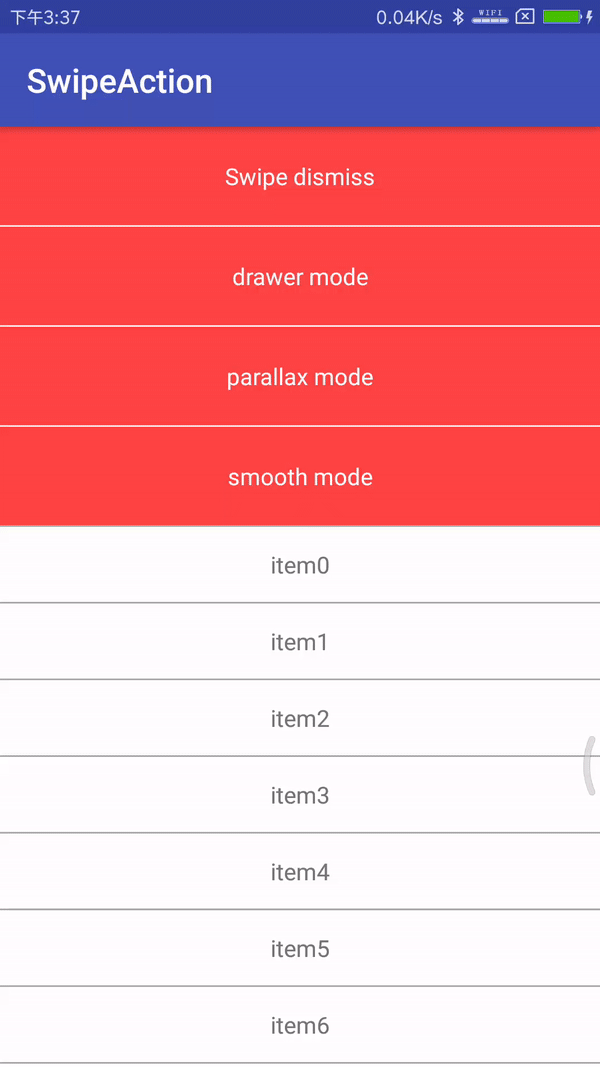 下午3:37 0.04K/s WIFI
SwipeAction
Swipe dismiss
drawer mode
parallax mode
smooth mode
item0
item1
item2
item3
item4
item5
item6